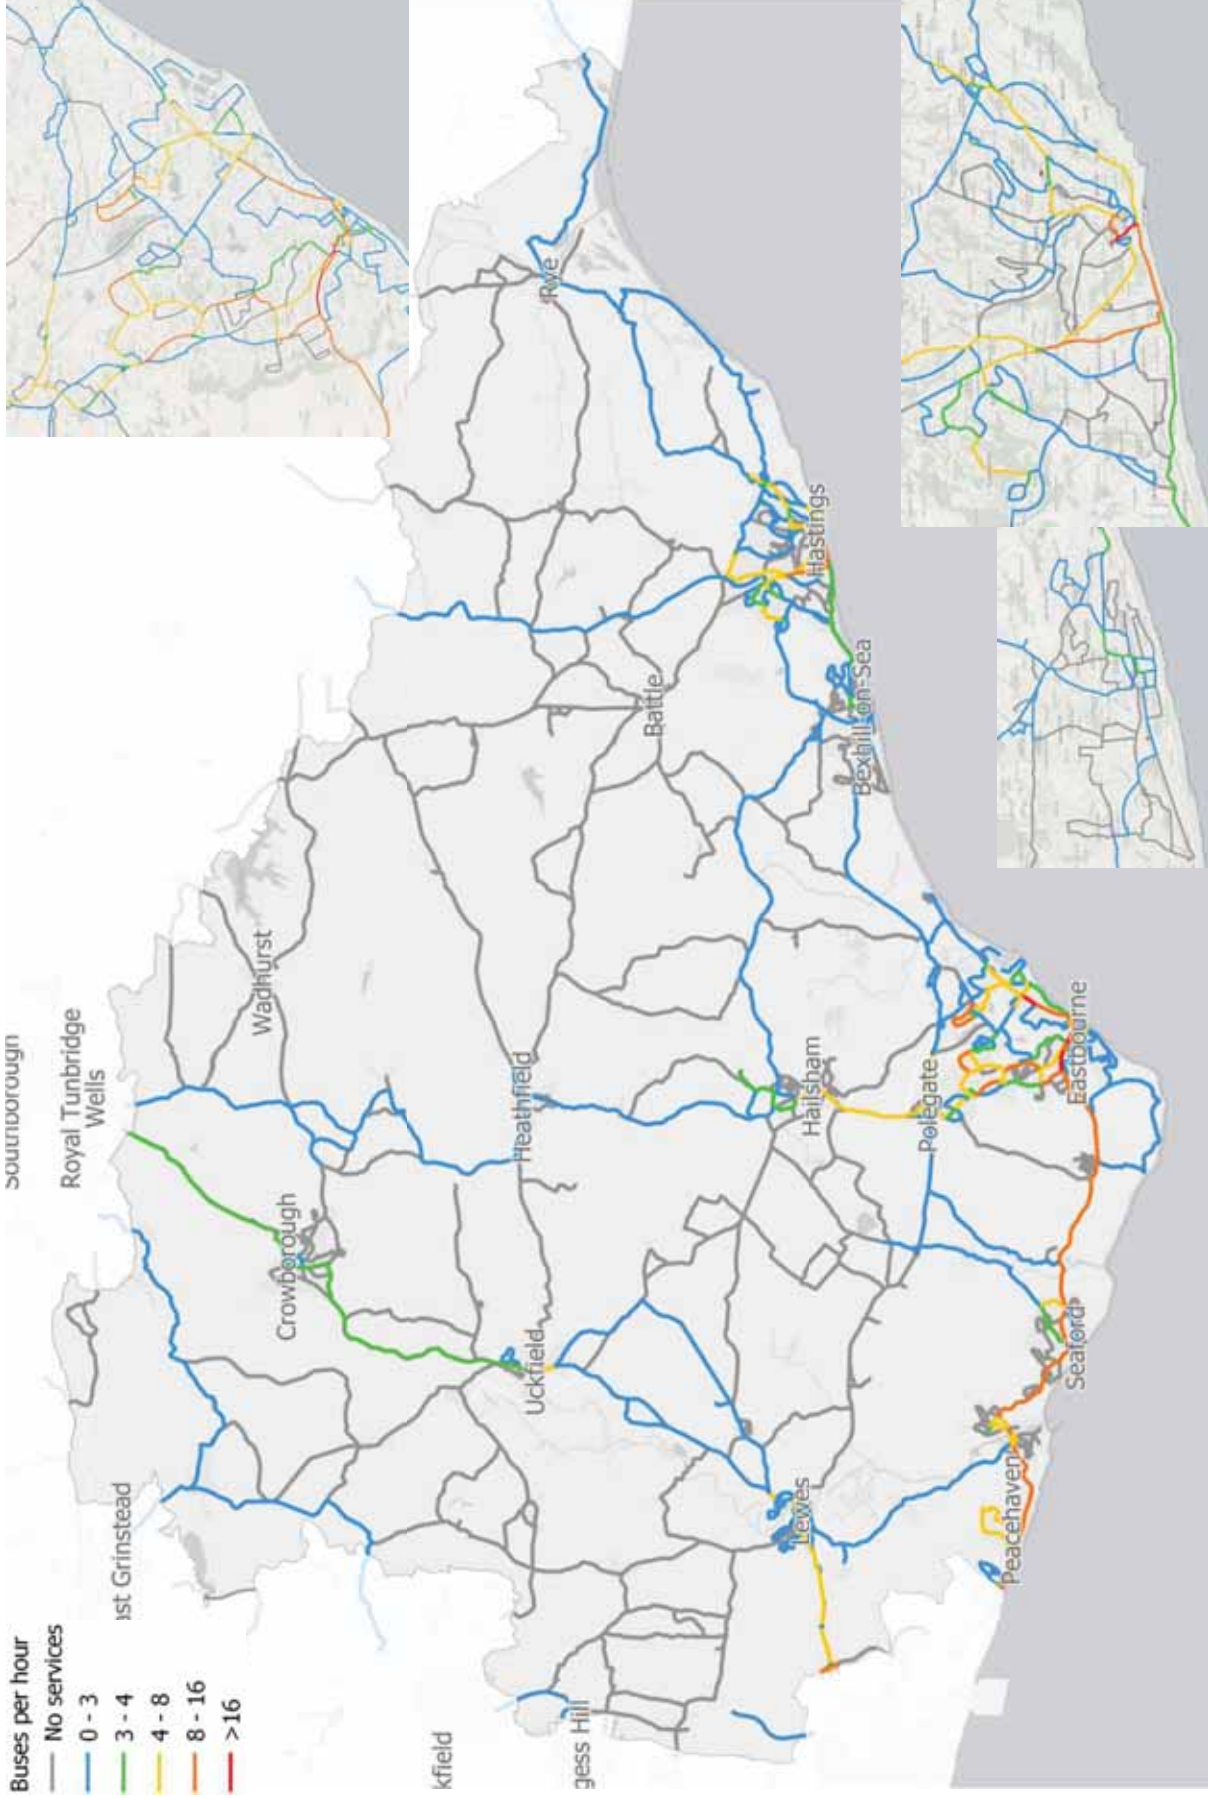 Buses per hour
No services
0 - 3
3 - 4
4 - 8
8 - 16
>16
Southborough
Royal Tunbridge
Wells
ast Grinstead
Wadhurst
Crowborough
kfield
gess Hill
Uckfield
Heathfield
Battle
Rye
Hastings
Bexhill-on-Sea
Hailsham
Polegate
Eastbourne
Lewes
Seaford
Peacehaven